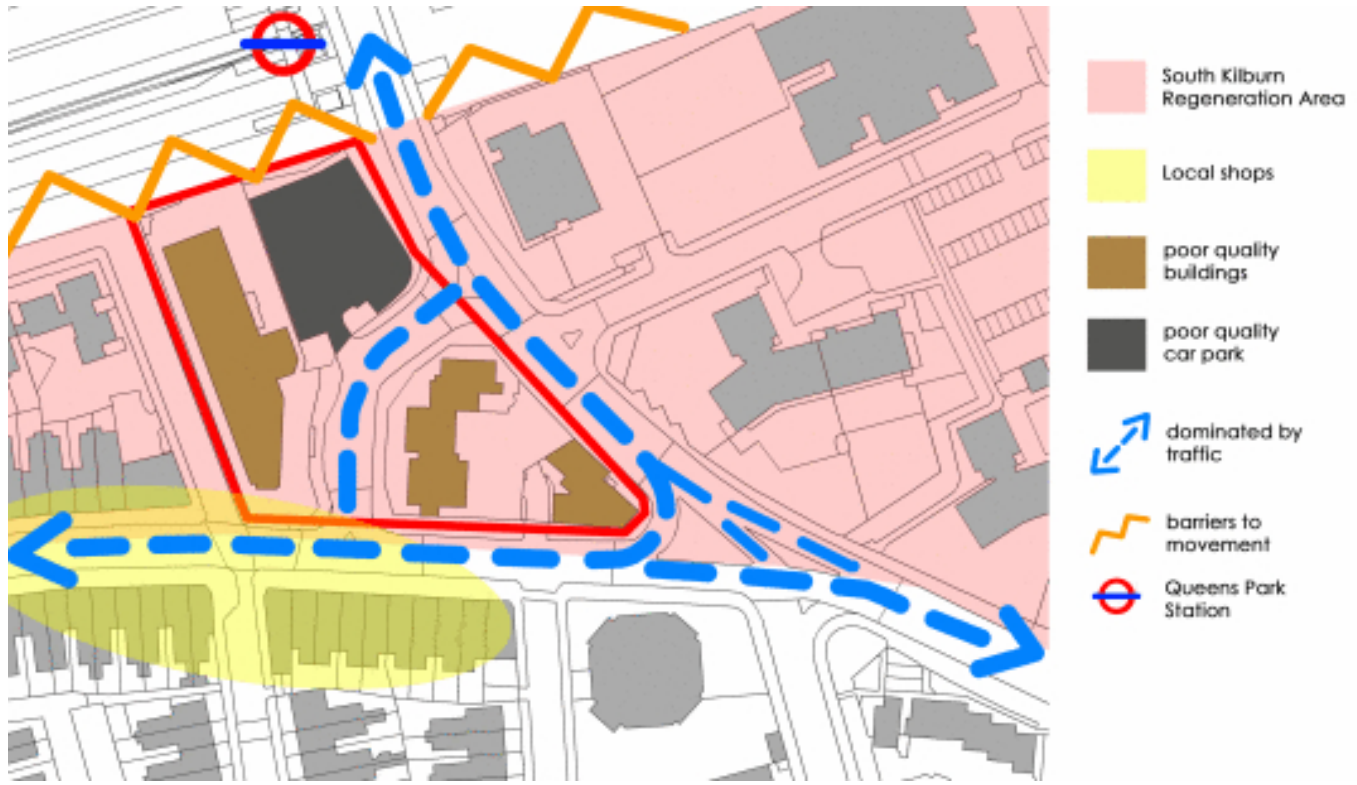 South Kilburn
Regeneration Area
Local shops
poor quality
buildings
poor quality
car park
dominated by
traffic
barriers to
movement
Queens Park
Station